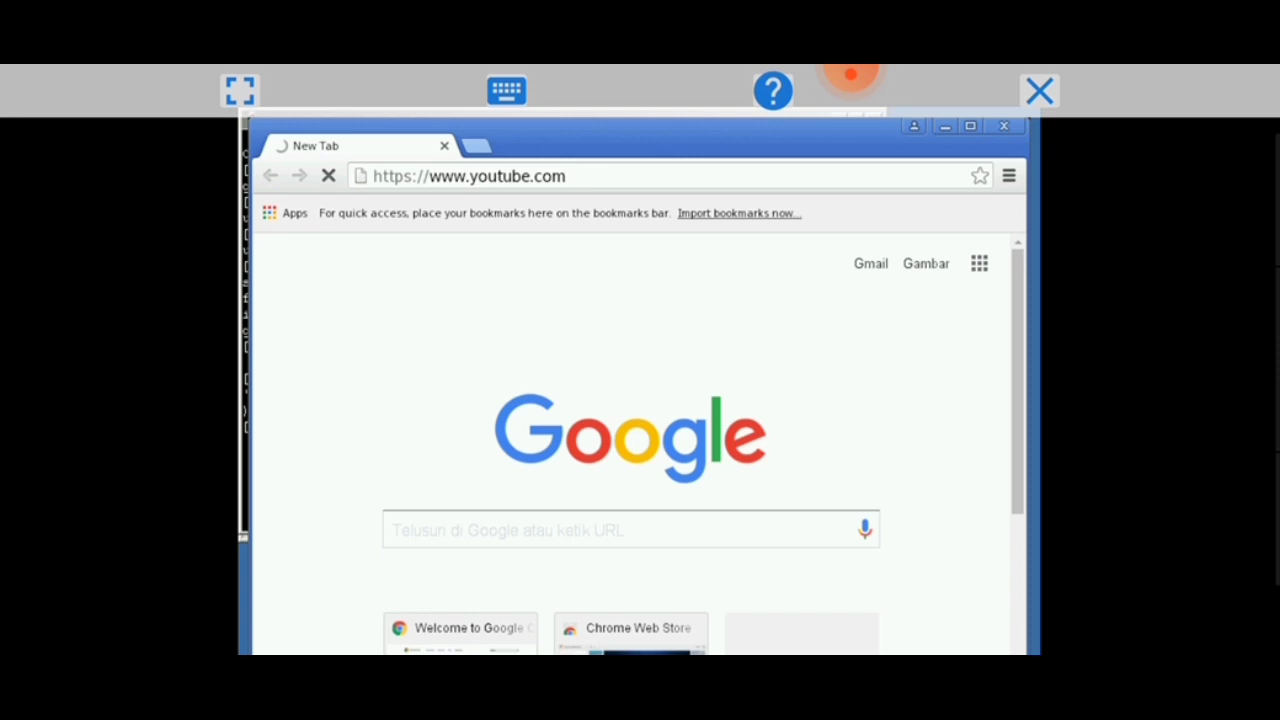 New Tab
https://www.youtube.com
Apps For quick access, place your bookmarks here on the bookmarks bar. Import bookmarks now...
Gmail Gambar
Google
Telusuri di Google atau ketik URL
Welcome to Google C
Chrome Web Store